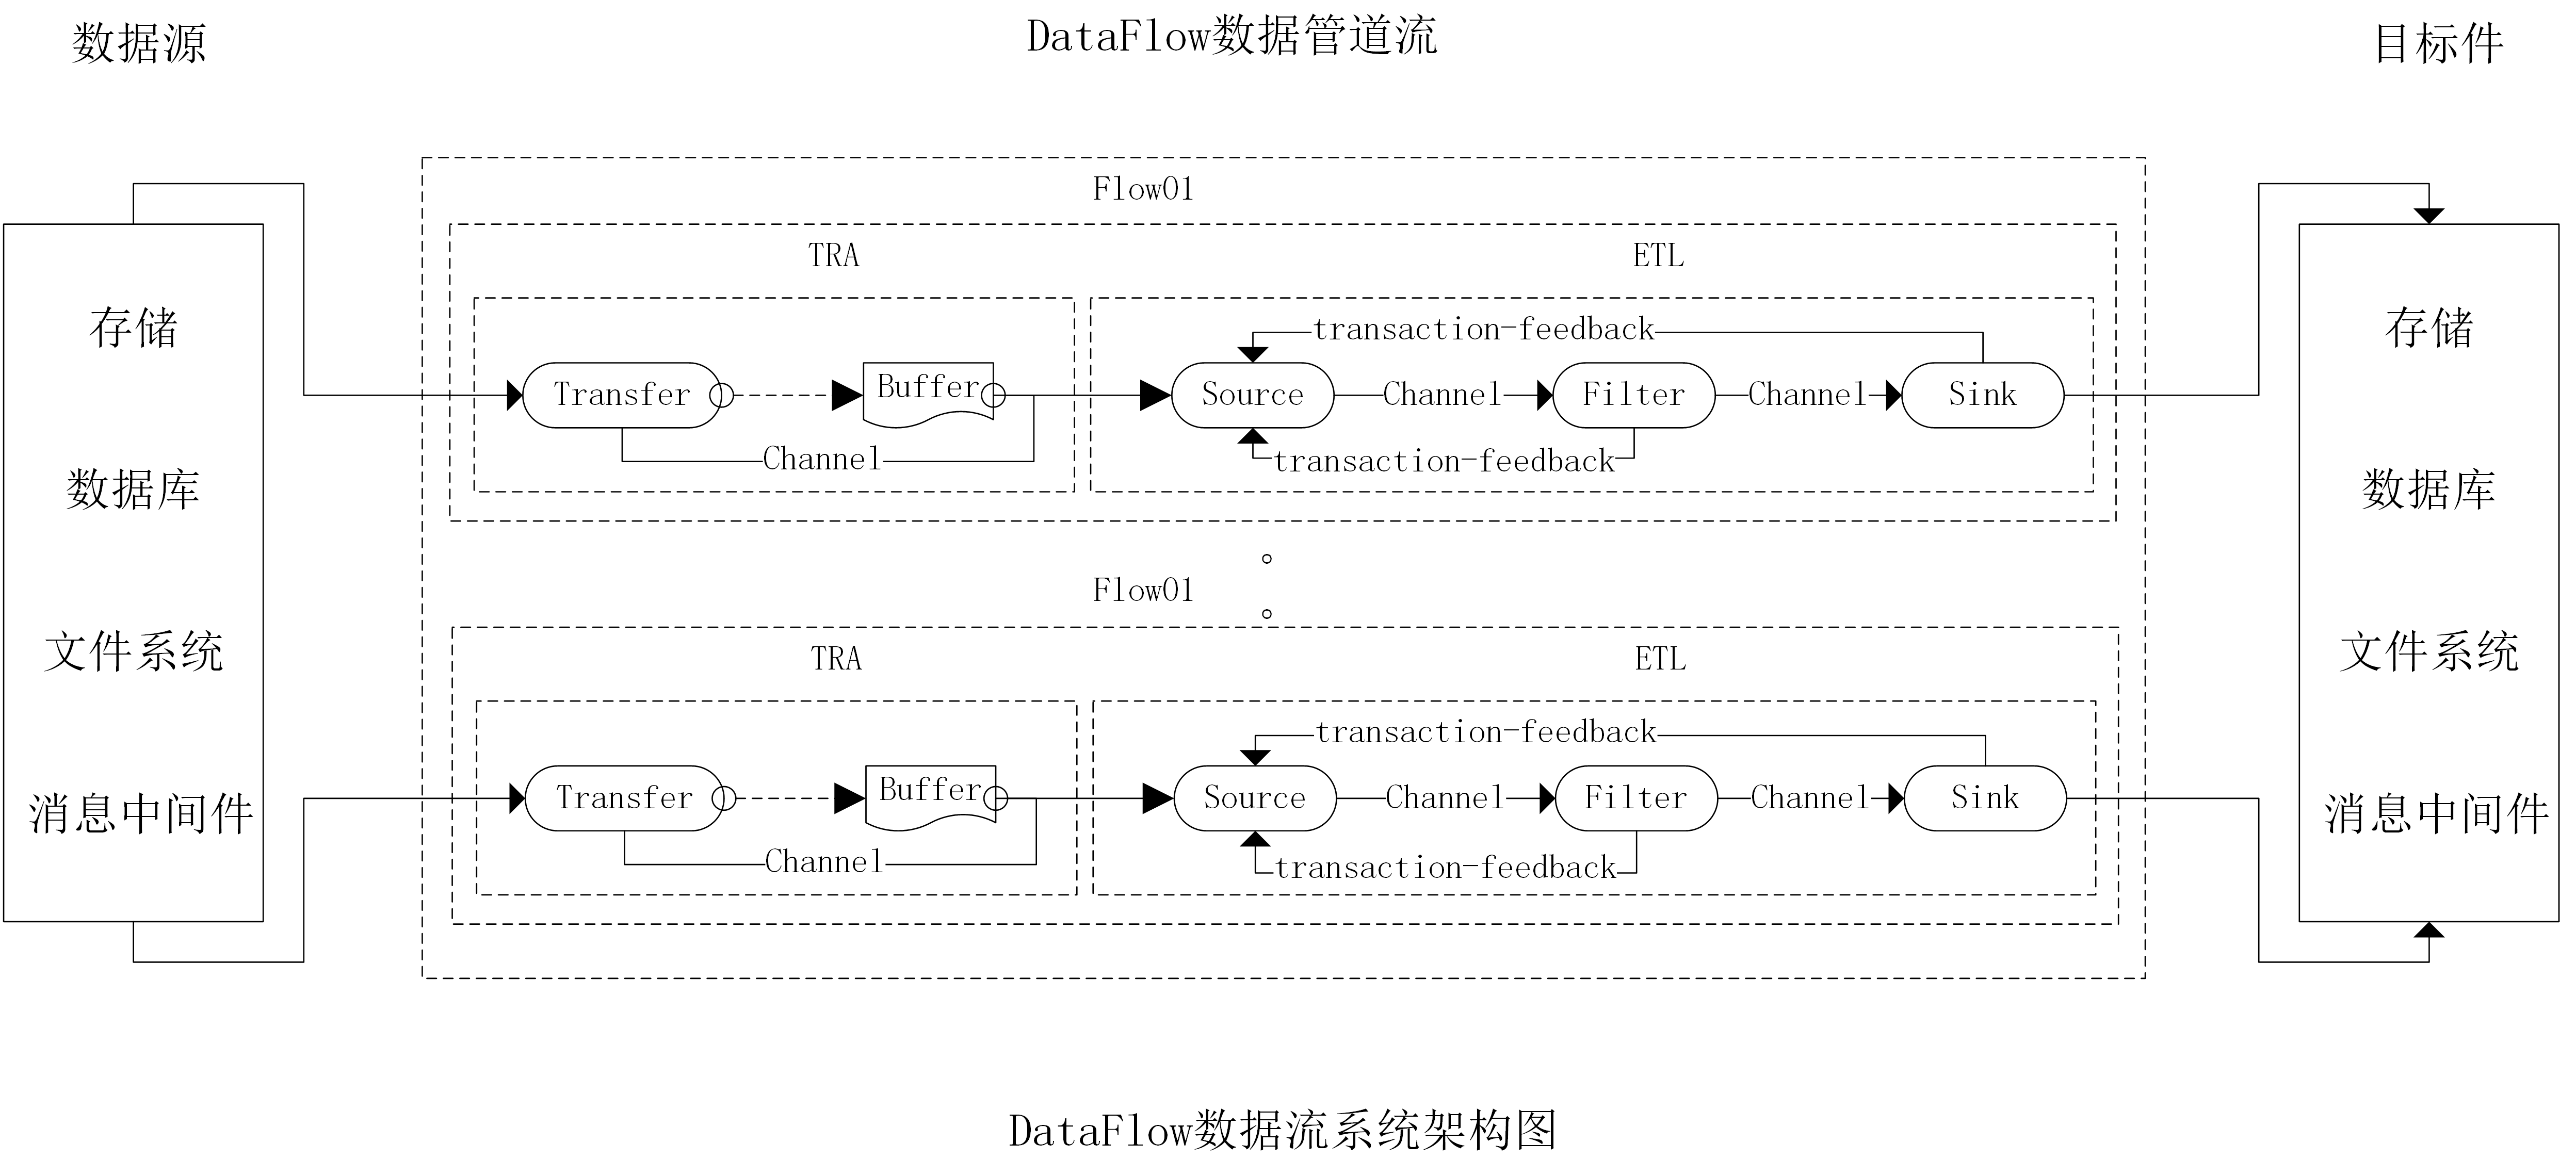 数据源
DataFlow数据管道流
目标件
存储
数据库
文件系统
消息中间件
Flow01
TRA
ETL
Transfer
Buffer
Channel
transaction-feedback
Source
Channel
Filter
Channel
Sink
transaction-feedback
Flow01
TRA
ETL
Transfer
Buffer
Channel
transaction-feedback
Source
Channel
Filter
Channel
Sink
transaction-feedback
存储
数据库
文件系统
消息中间件
DataFlow数据流系统架构图